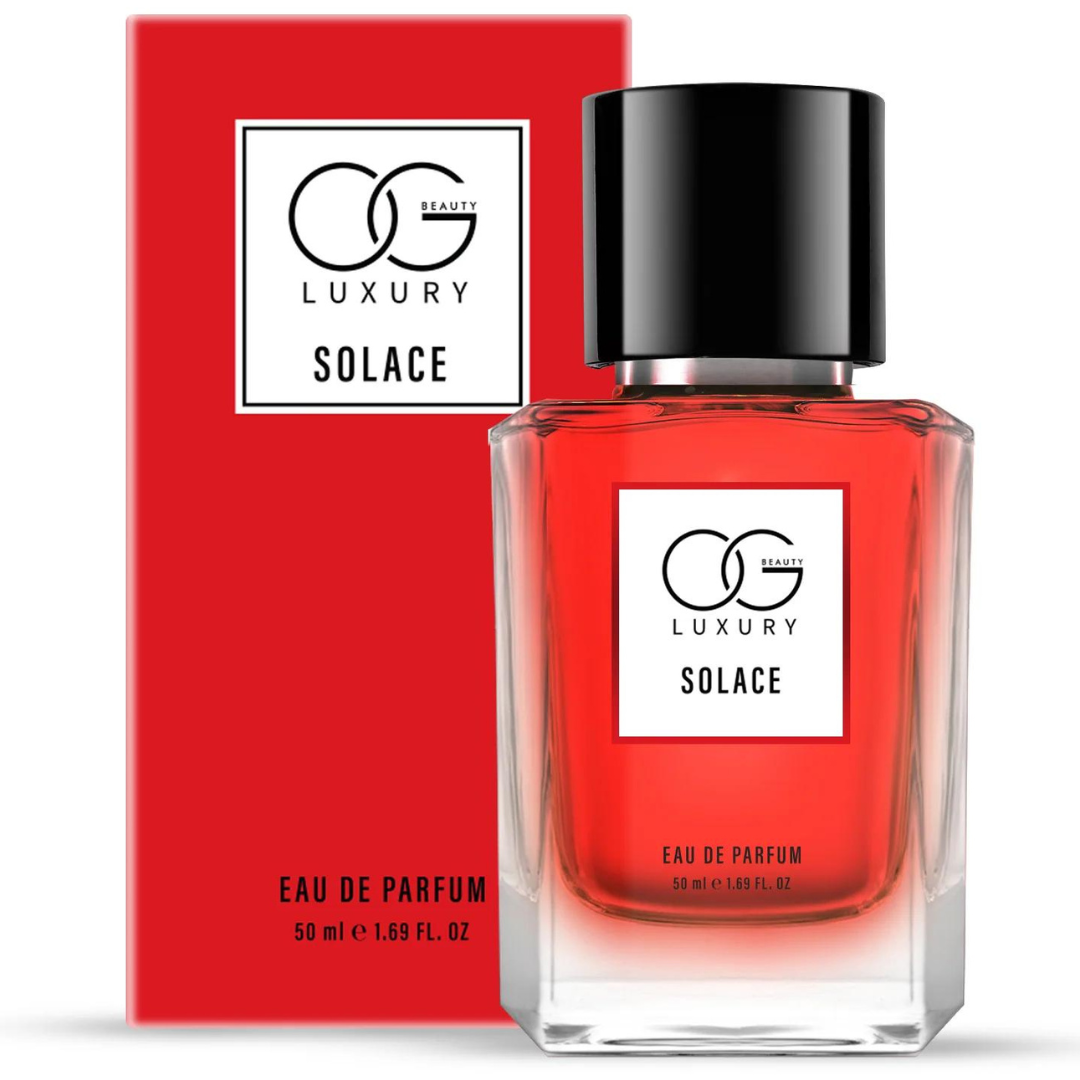 OG
BEAUTY
LUXURY
SOLACE
EAU DE PARFUM
50 ml ℮ 1.69 FL. OZ
OG
BEAUTY
LUXURY
SOLACE
EAU DE PARFUM
50 ml ℮ 1.69 FL. OZ